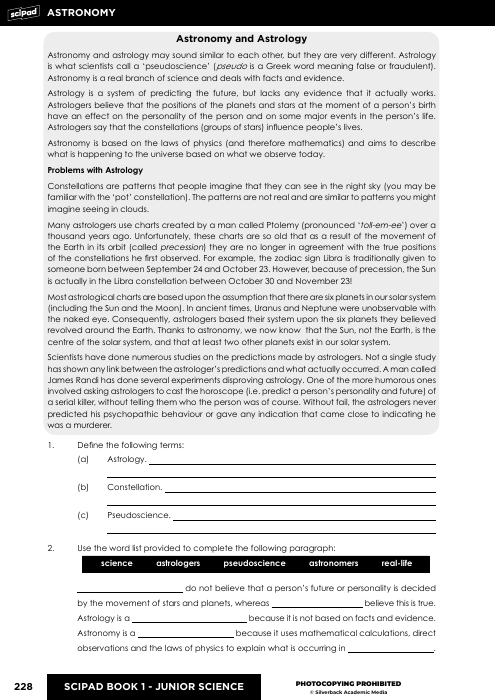 scipad ASTRONOMY
Astronomy and Astrology
Astronomy and astrology may sound similar to each other, but they are very different. Astrology
is what scientists call a ‘pseudoscience’ (pseudo is a Greek word meaning false or fraudulent).
Astronomy is a real branch of science and deals with facts and evidence.
Astrology is a system of predicting the future, but lacks any evidence that it actually works.
Astrologers believe that the positions of the planets and stars at the moment of a person’s birth
have an effect on the personality of the person and on some major events in the person’s life.
Astrologers say that the constellations (groups of stars) influence people’s lives.
Astronomy is based on the laws of physics (and therefore mathematics) and aims to describe
what is happening to the universe based on what we observe today.
Problems with Astrology
Constellations are patterns that people imagine that they can see in the night sky (you may be
familiar with the ‘pot’ constellation). The patterns are not real and are similar to patterns you might
imagine seeing in clouds.
Many astrologers use charts created by a man called Ptolemy (pronounced ‘toll-em-ee’) over a
thousand years ago. Unfortunately, these charts are so old that as a result of the movement of
the Earth in its orbit (called precession) they are no longer in agreement with the true positions
of the constellations he first observed. For example, the zodiac sign Libra is traditionally given to
someone born between September 24 and October 23. However, because of precession, the Sun
is actually in the Libra constellation between October 30 and November 23!
Most astrological charts are based upon the assumption that there are six planets in our solar system
(including the Sun and the Moon). In ancient times, Uranus and Neptune were unobservable with
the naked eye. Consequently, astrologers based their system upon the six planets they believed
revolved around the Earth. Thanks to astronomy, we now know that the Sun, not the Earth, is the
centre of the solar system, and that at least two other planets exist in our solar system.
Scientists have done numerous studies on the predictions made by astrologers. Not a single study
has shown any link between the astrologer’s predictions and what actually occurred. A man called
James Randi has done several experiments disproving astrology. One of the more humorous ones
involved asking astrologers to cast the horoscope (i.e. predict a person’s personality and future) of
a serial killer, without telling them who the person was of course. Without fail, the astrologers never
predicted his psychopathic behaviour or gave any indication that came close to indicating he
was a murderer.
1. Define the following terms:
(a) Astrology.
(b) Constellation.
(c) Pseudoscience.
2. Use the word list provided to complete the following paragraph:
science astrologers pseudoscience astronomers real-life
do not believe that a person’s future or personality is decided
by the movement of stars and planets, whereas believe this is true.
Astrology is a because it is not based on facts and evidence.
Astronomy is a because it uses mathematical calculations, direct
observations and the laws of physics to explain what is occurring in .
228 SCIPAD BOOK 1 - JUNIOR SCIENCE PHOTOCOPYING PROHIBITED
© Silverback Academic Media